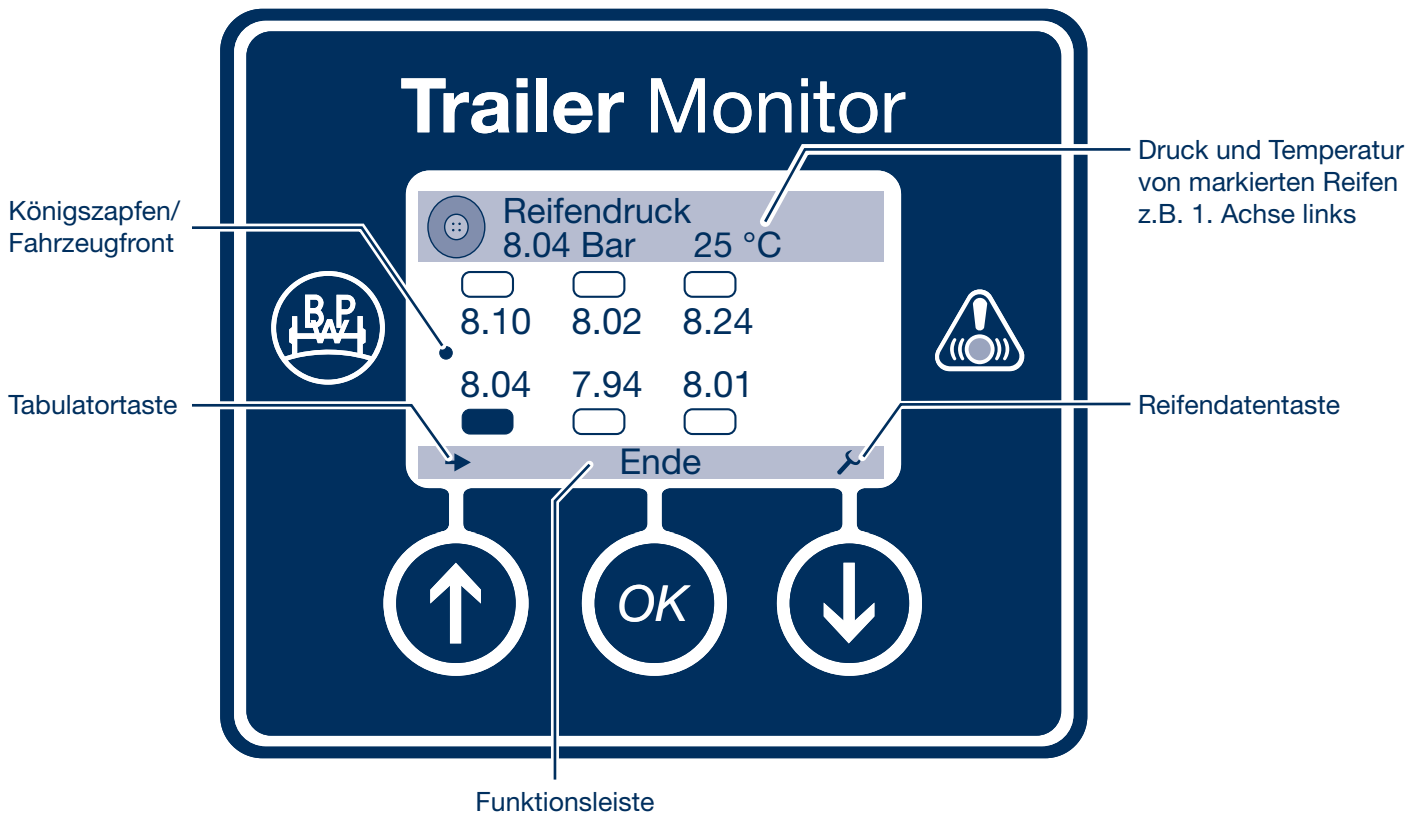 Trailer Monitor
Druck und Temperatur
von markierten Reifen
z.B. 1. Achse links
Königszapfen/
Fahrzeugfront
Reifendruck
8.04 Bar 25 °C
8.10 8.02 8.24
BPW
8.04 7.94 8.01
Tabulatortaste
Reifendatentaste
Ende
OK
Funktionsleiste